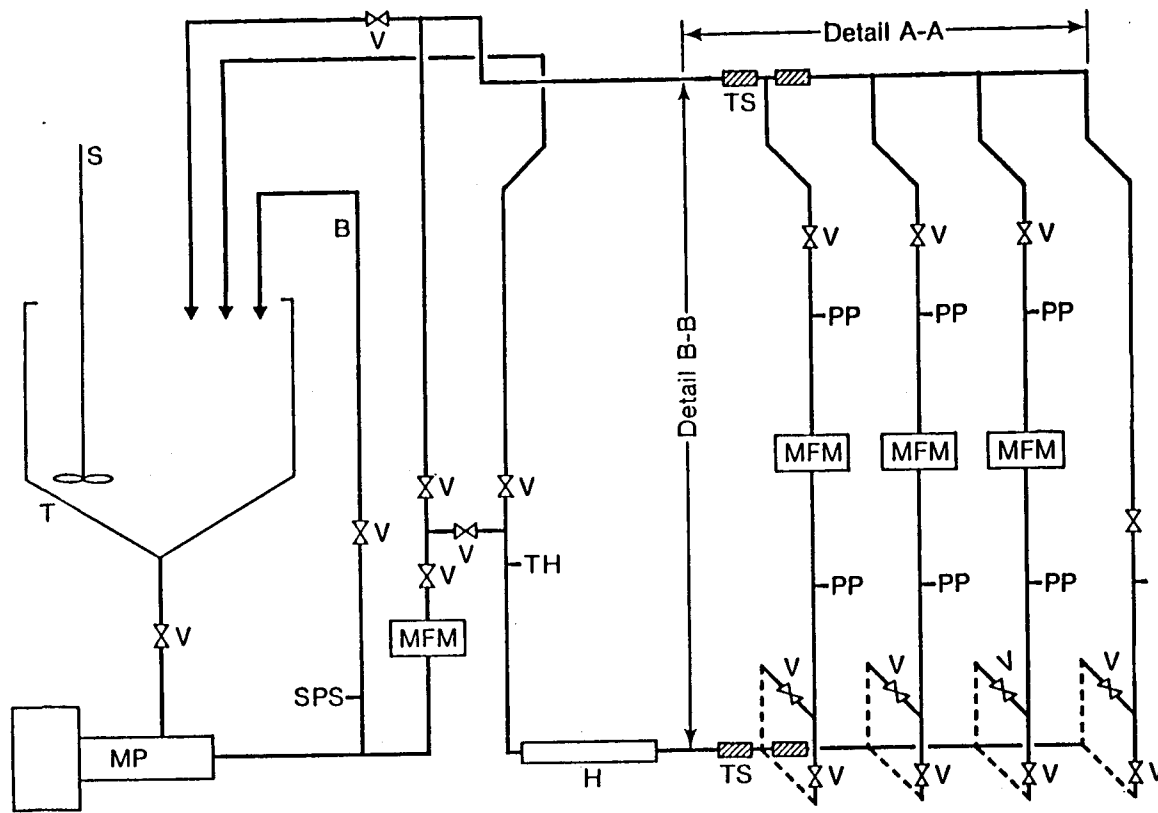 Detail A-A
V
TS
S
B
V V V
PP PP PP
Detail B-B
MFM MFM MFM
V V
T
V
V
TH
V
PP PP PP
V
MFM
V V V V
SPS
MP
H
TS
V V V V